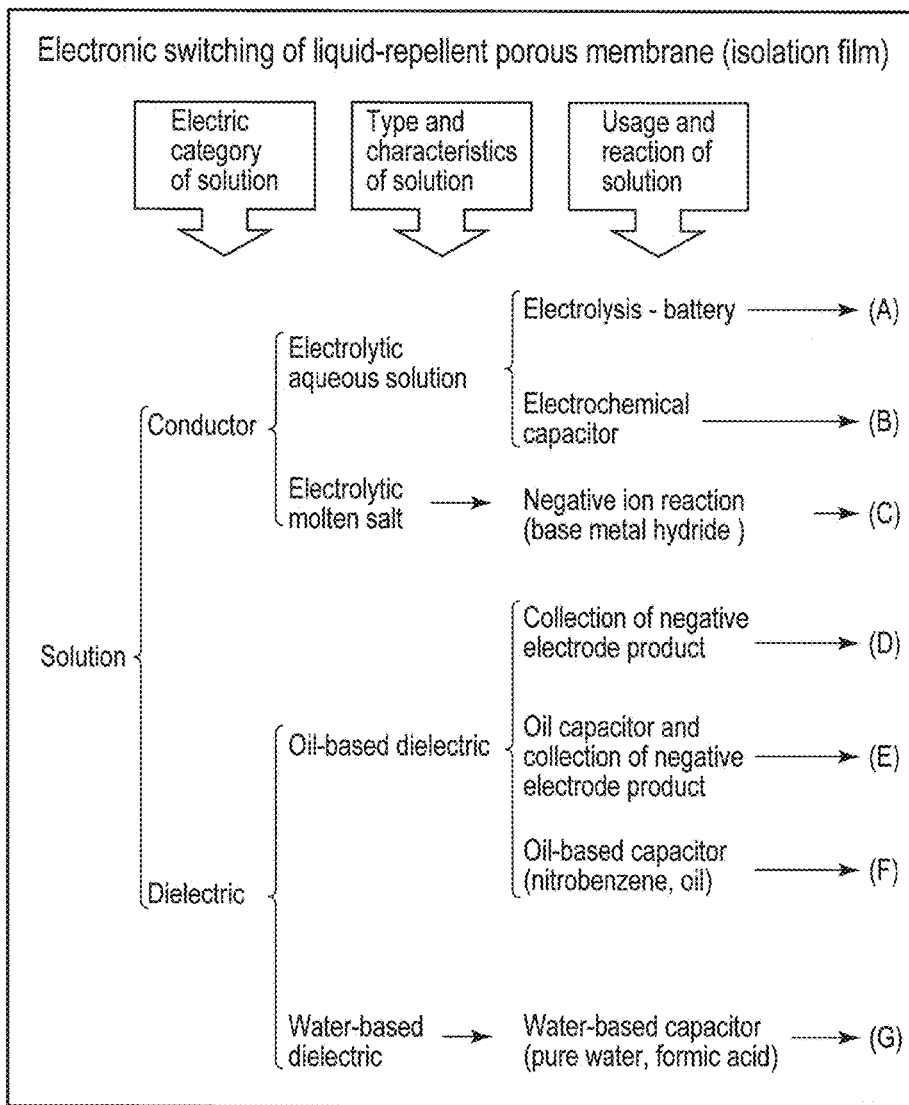 Electronic switching of liquid-repellent porous membrane (isolation film)
Electric
category
of solution
Type and
characteristics
of solution
Usage and
reaction of
solution
Solution
Conductor
Electrolytic
aqueous solution
Electrolysis - battery
(A)
Electrochemical
capacitor
(B)
Electrolytic
molten salt
Negative ion reaction
(base metal hydride )
(C)
Dielectric
Oil-based dielectric
Collection of negative
electrode product
(D)
Oil capacitor and
collection of negative
electrode product
(E)
Oil-based capacitor
(nitrobenzene, oil)
(F)
Water-based
dielectric
Water-based capacitor
(pure water, formic acid)
(G)